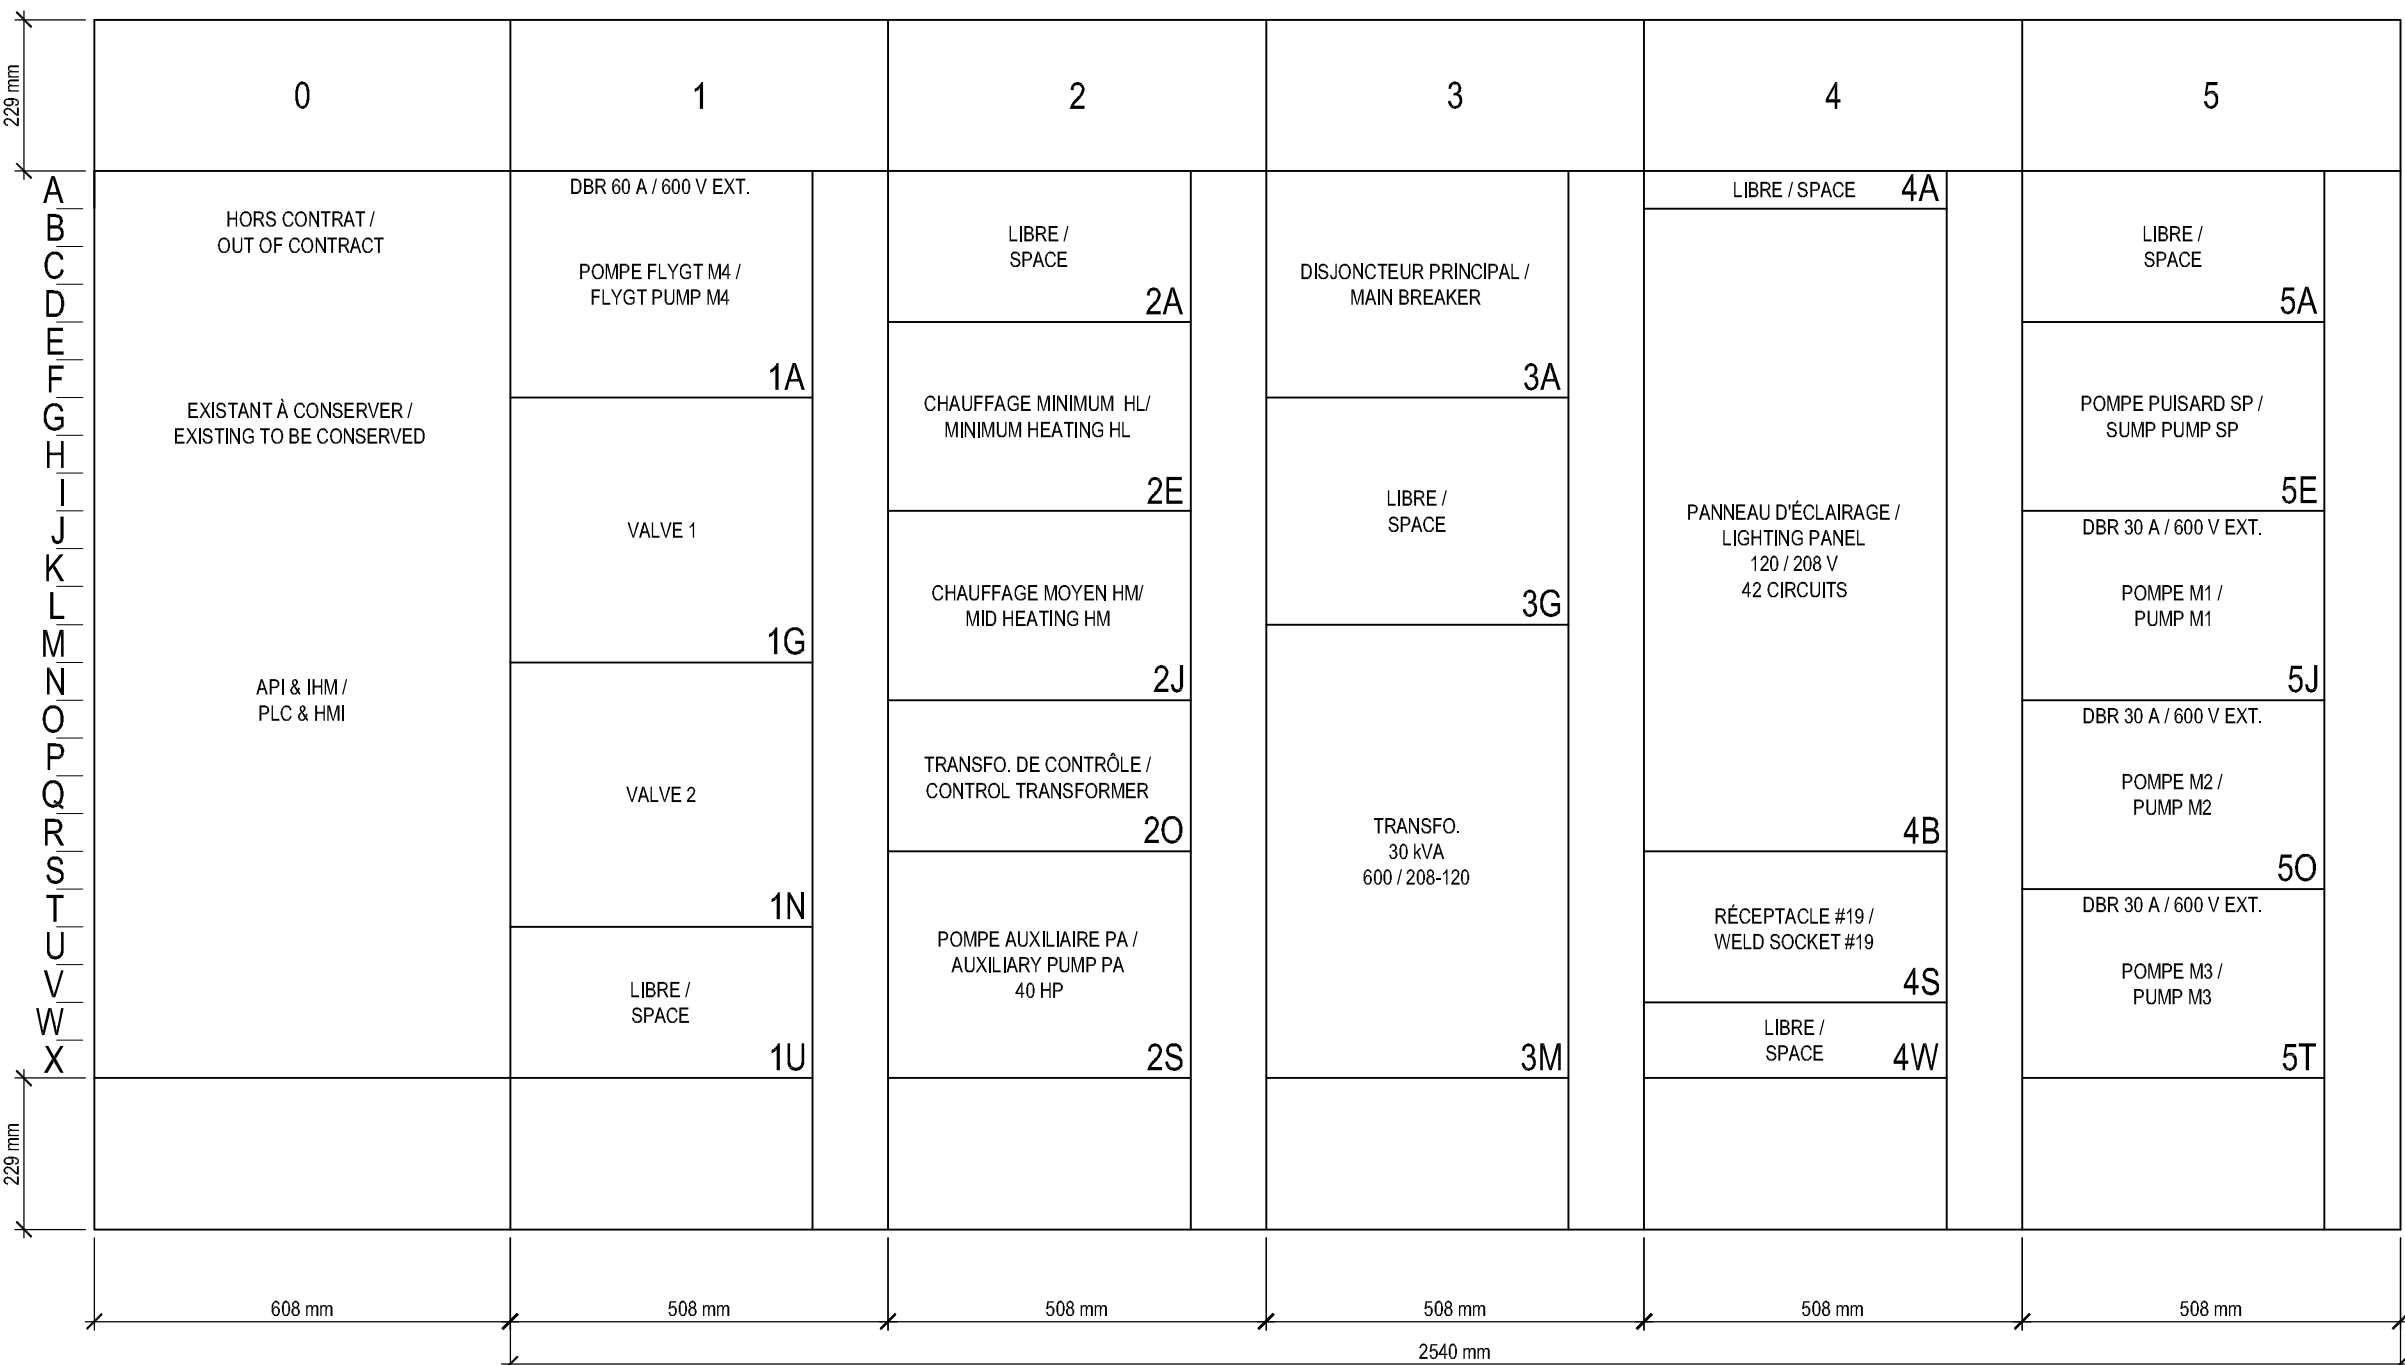 229 mm
0
1
2
3
4
5
A
B
C
D
E
F
G
H
I
J
K
L
M
N
O
P
Q
R
S
T
U
V
W
X
229 mm
HORS CONTRAT /
OUT OF CONTRACT
EXISTANT À CONSERVER /
EXISTING TO BE CONSERVED
API & IHM /
PLC & HMI
DBR 60 A / 600 V EXT.
POMPE FLYGT M4 /
FLYGT PUMP M4
1A
VALVE 1
1G
VALVE 2
1N
LIBRE /
SPACE
1U
LIBRE /
SPACE
2A
CHAUFFAGE MINIMUM HL/
MINIMUM HEATING HL
2E
CHAUFFAGE MOYEN HM/
MID HEATING HM
2J
TRANSFO. DE CONTRÔLE /
CONTROL TRANSFORMER
2O
POMPE AUXILIAIRE PA /
AUXILIARY PUMP PA
40 HP
2S
DISJONCTEUR PRINCIPAL /
MAIN BREAKER
3A
LIBRE /
SPACE
3G
TRANSFO.
30 kVA
600 / 208-120
3M
LIBRE / SPACE 4A
PANNEAU D'ÉCLAIRAGE /
LIGHTING PANEL
120 / 208 V
42 CIRCUITS
4B
RÉCEPTACLE #19 /
WELD SOCKET #19
4S
LIBRE /
SPACE
4W
LIBRE /
SPACE
5A
POMPE PUISARD SP /
SUMP PUMP SP
5E
DBR 30 A / 600 V EXT.
POMPE M1 /
PUMP M1
5J
DBR 30 A / 600 V EXT.
POMPE M2 /
PUMP M2
5O
DBR 30 A / 600 V EXT.
POMPE M3 /
PUMP M3
5T
608 mm
508 mm
508 mm
508 mm
508 mm
508 mm
2540 mm